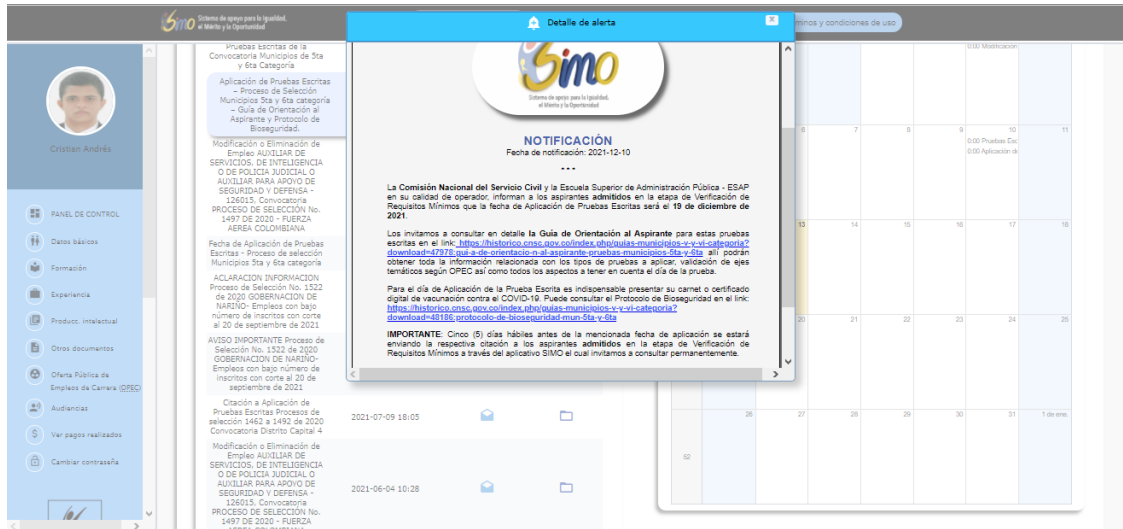 Simo Sistema de apoyo para la Igualdad,
el Mérito y la Oportunidad
Detalle de alerta
minos y condiciones de uso
Cristian Andrés
PANEL DE CONTROL
Datos básicos
Formación
Experiencia
Producc. intelectual
Otros documentos
Oferta Pública de
Empleos de Carrera (OPEC)
Audiencias
Ver pagos realizados
Cambiar contraseña
Pruebas Escritas de la
Convocatoria Municipios de 5ta
y 6ta Categoría
Aplicación de Pruebas Escritas
– Proceso de Selección
Municipios 5ta y 6ta categoría
– Guía de Orientación al
Aspirante y Protocolo de
Bioseguridad.
Modificación o Eliminación de
Empleo AUXILIAR DE
SERVICIOS, DE INTELIGENCIA
O DE POLICIA JUDICIAL O
AUXILIAR PARA APOYO DE
SEGURIDAD Y DEFENSA -
126015, Convocatoria
PROCESO DE SELECCIÓN No.
1497 DE 2020 - FUERZA
AEREA COLOMBIANA
Fecha de Aplicación de Pruebas
Escritas - Proceso de selección
Municipios 5ta y 6ta categoría
ACLARACION INFORMACION
Proceso de Selección No. 1522
de 2020 GOBERNACION DE
NARIÑO- Empleos con bajo
número de inscritos con corte
al 20 de septiembre de 2021
AVISO IMPORTANTE Proceso de
Selección No. 1522 de 2020
GOBERNACION DE NARIÑO-
Empleos con bajo número de
inscritos con corte al 20 de
septiembre de 2021
Citación a Aplicación de
Pruebas Escritas Procesos de
selección 1462 a 1492 de 2020
Convocatoria Distrito Capital 4
2021-07-09 18:05
Modificación o Eliminación de
Empleo AUXILIAR DE
SERVICIOS, DE INTELIGENCIA
O DE POLICIA JUDICIAL O
AUXILIAR PARA APOYO DE
SEGURIDAD Y DEFENSA -
126015, Convocatoria
PROCESO DE SELECCIÓN No.
1497 DE 2020 - FUERZA
AEREA COLOMBIANA
2021-06-04 10:28
Simo
Sistema de apoyo para la Igualdad,
el Mérito y la Oportunidad
NOTIFICACIÓN
Fecha de notificación: 2021-12-10
---
La Comisión Nacional del Servicio Civil y la Escuela Superior de Administración Pública - ESAP
en su calidad de operador, informan a los aspirantes admitidos en la etapa de Verificación de
Requisitos Mínimos que la fecha de Aplicación de Pruebas Escritas será el 19 de diciembre de
2021.
Los invitamos a consultar en detalle la Guía de Orientación al Aspirante para estas pruebas
escritas en el link: https://historico.cnsc.gov.co/index.php/guias-municipios-v-y-vi-categoria?
download=47978:gui-a-de-orientacio-n-al-aspirante-pruebas-municipios-5ta-y-6ta allí podrán
obtener toda la información relacionada con los tipos de pruebas a aplicar, validación de ejes
temáticos según OPEC así como todos los aspectos a tener en cuenta el día de la prueba.
Para el día de Aplicación de la Prueba Escrita es indispensable presentar su carnet o certificado
digital de vacunación contra el COVID-19. Puede consultar el Protocolo de Bioseguridad en el link:
https://historico.cnsc.gov.co/index.php/guias-municipios-v-y-vi-categoria?
download=48186:protocolo-de-bioseguridad-mun-5ta-y-6ta
IMPORTANTE: Cinco (5) días hábiles antes de la mencionada fecha de aplicación se estará
enviando la respectiva citación a los aspirantes admitidos en la etapa de Verificación de
Requisitos Mínimos a través del aplicativo SIMO el cual invitamos a consultar permanentemente.
0:00 Modificacion
6 7 8 9 10 11
0:00 Pruebas Esc
0:00 Aplicación de
13 14 15 16 17 18
20 21 22 23 24 25
26 27 28 29 30 31 1 de ene.
52